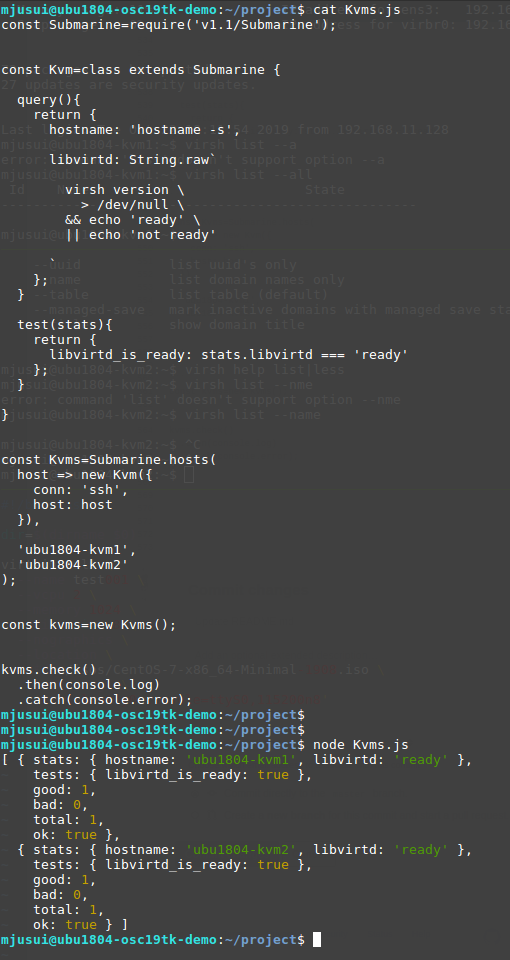 mjusui@ubu1804-osc19tk-demo:~/project$ cat Kvms.js
const Submarine=require('v1.1/Submarine');
const Kvm=class extends Submarine {
  query(){
    return {
      hostname: 'hostname -s',
      libvirtd: String.raw`
        virsh version \
          > /dev/null \
        && echo 'ready' \
        || echo 'not ready'
      `
    };
  }
  test(stats){
    return {
      libvirtd_is_ready: stats.libvirtd === 'ready'
    };
  }
}
const Kvms=Submarine.hosts(
  host => new Kvm({
    conn: 'ssh',
    host: host
  }),
  'ubu1804-kvm1',
  'ubu1804-kvm2'
);
const kvms=new Kvms();
kvms.check()
  .then(console.log)
  .catch(console.error);
mjusui@ubu1804-osc19tk-demo:~/project$
mjusui@ubu1804-osc19tk-demo:~/project$
mjusui@ubu1804-osc19tk-demo:~/project$ node Kvms.js
[ { stats: { hostname: 'ubu1804-kvm1', libvirtd: 'ready' },
    tests: { libvirtd_is_ready: true },
    good: 1,
    bad: 0,
    total: 1,
    ok: true },
  { stats: { hostname: 'ubu1804-kvm2', libvirtd: 'ready' },
    tests: { libvirtd_is_ready: true },
    good: 1,
    bad: 0,
    total: 1,
    ok: true } ]
mjusui@ubu1804-osc19tk-demo:~/project$